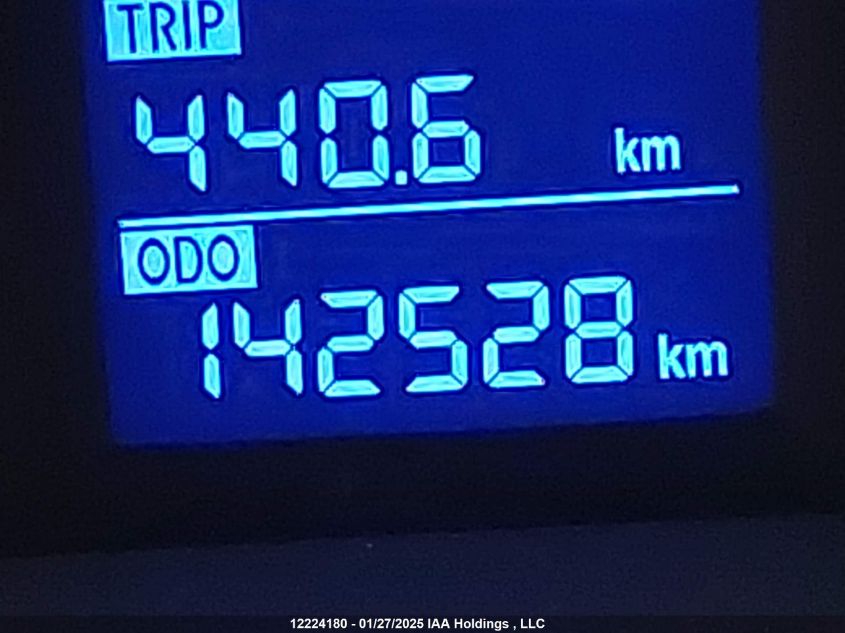 TRIP
440.6 km
ODO
142528 km
12224180 - 01/27/2025 IAA Holdings , LLC